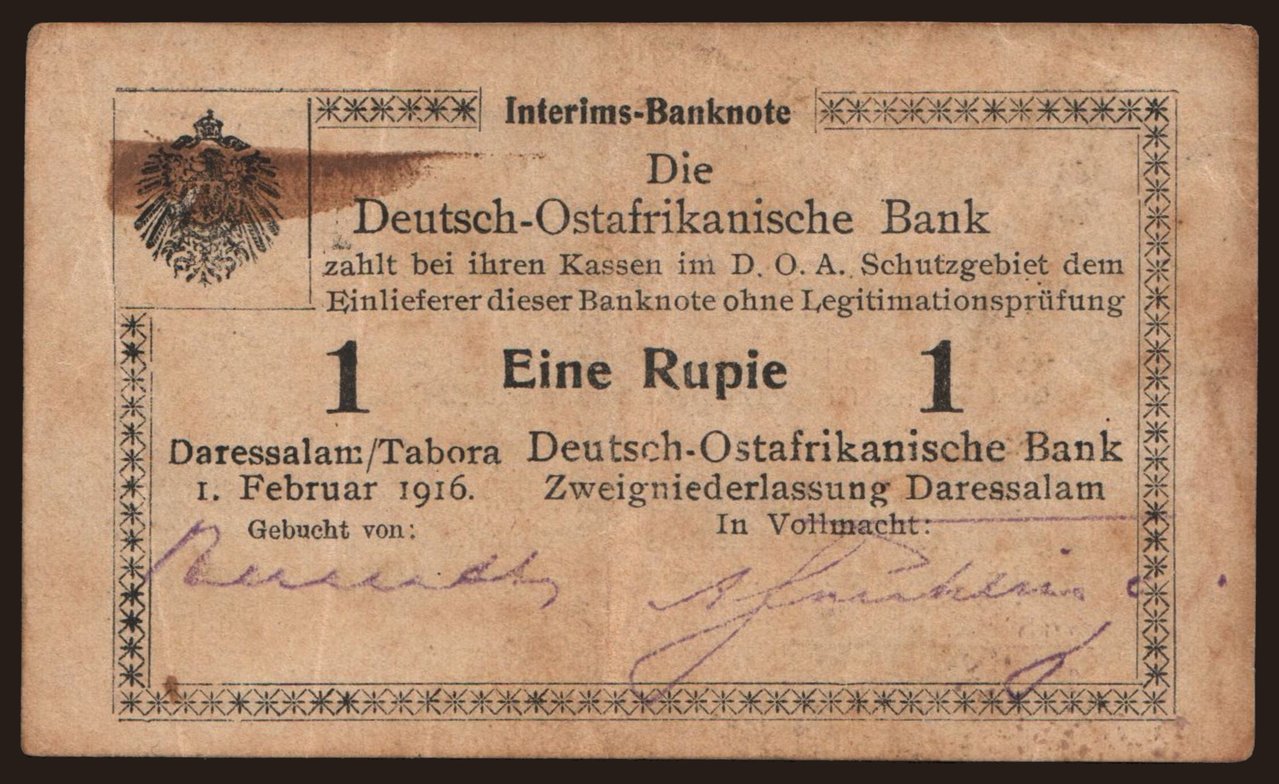 Interims-Banknote
Die
Deutsch-Ostafrikanische Bank
zahlt bei ihren Kassen im D. O. A. Schutzgebiet dem
Einlieferer dieser Banknote ohne Legitimationsprüfung
1 Eine Rupie 1
Daressalam/Tabora
1. Februar 1916.
Gebucht von:
Deutsch-Ostafrikanische Bank
Zweigniederlassung Daressalam
In Vollmacht: